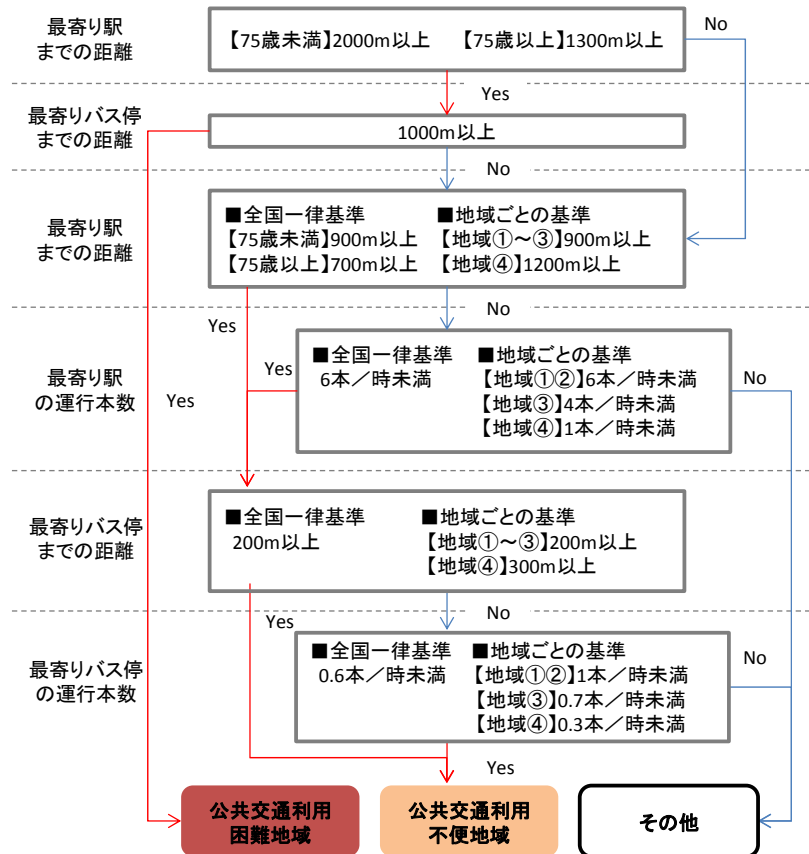 最寄り駅
までの距離
【75歳未満】2000m以上 【75歳以上】1300m以上
No
Yes
最寄りバス停
までの距離
1000m以上
No
最寄り駅
までの距離
■全国一律基準 ■地域ごとの基準
【75歳未満】900m以上 【地域①～③】900m以上
【75歳以上】700m以上 【地域④】1200m以上
No
Yes
Yes
Yes
最寄り駅
の運行本数
■全国一律基準 ■地域ごとの基準
6本／時未満 【地域①②】6本／時未満
【地域③】4本／時未満
【地域④】1本／時未満
No
最寄りバス停
までの距離
■全国一律基準 ■地域ごとの基準
200m以上 【地域①～③】200m以上
【地域④】300m以上
No
Yes
最寄りバス停
の運行本数
■全国一律基準 ■地域ごとの基準
0.6本／時未満 【地域①②】1本／時未満
【地域③】0.7本／時未満
【地域④】0.3本／時未満
No
Yes
公共交通利用
困難地域
公共交通利用
不便地域
その他